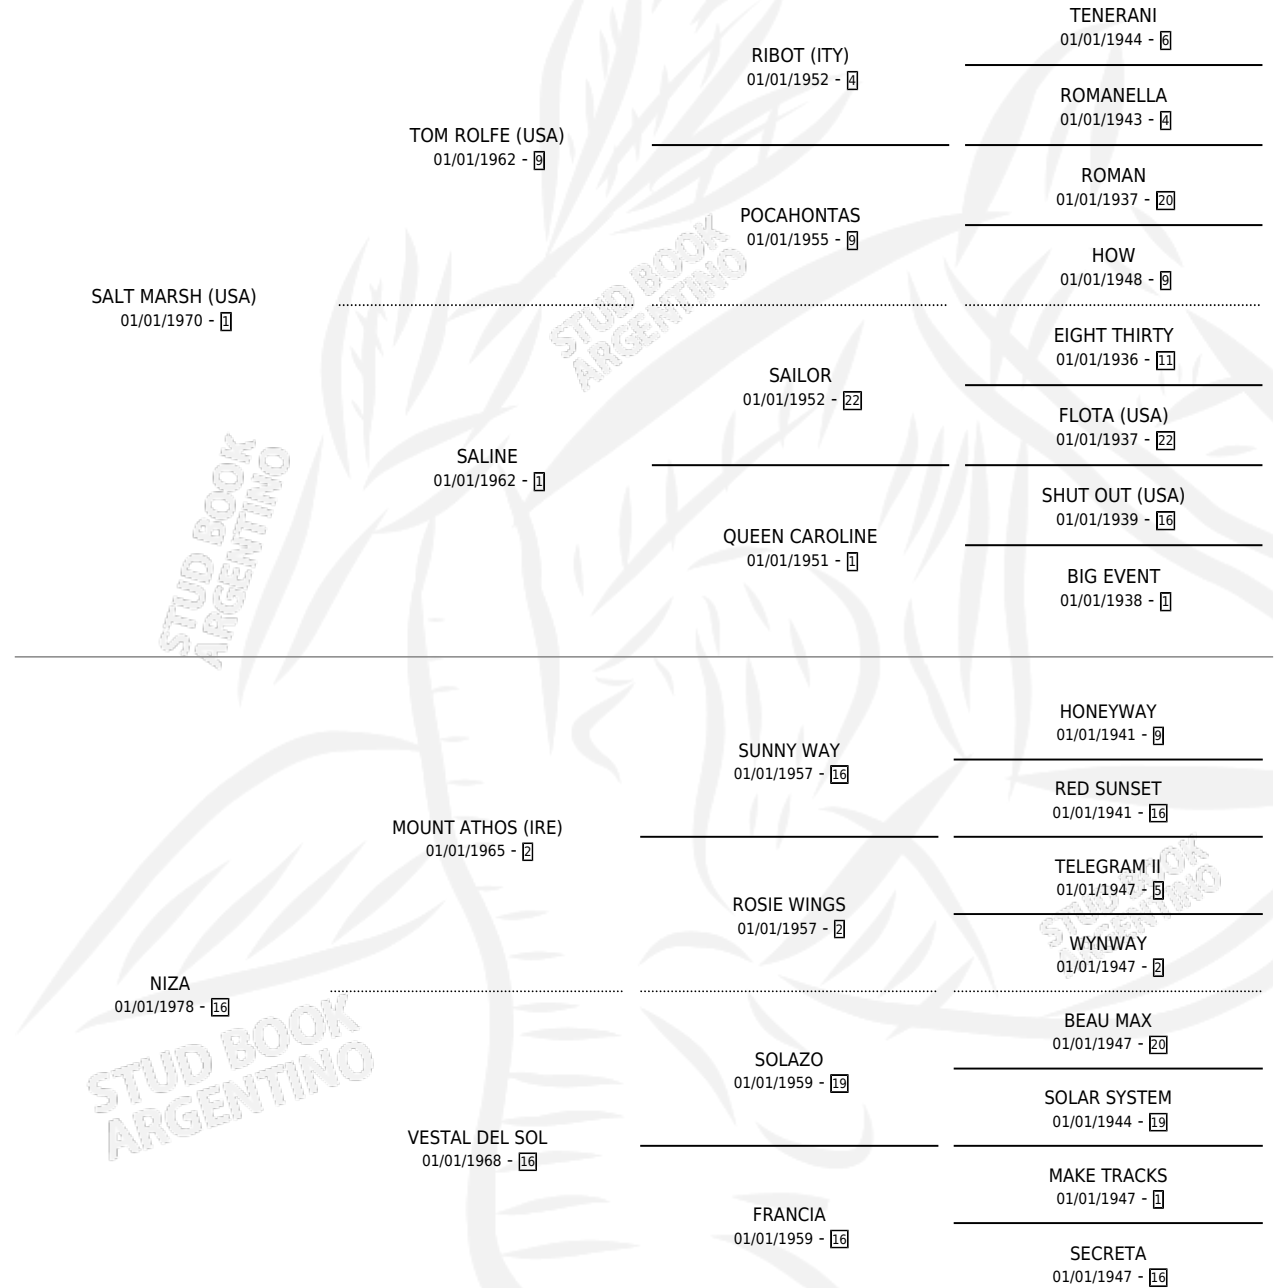 TENERANI
01/01/1944 - 6
RIBOT (ITY)
01/01/1952 - 4
ROMANELLA
01/01/1943 - 4
TOM ROLFE (USA)
01/01/1962 - 9
ROMAN
01/01/1937 - 20
POCAHONTAS
01/01/1955 - 9
HOW
01/01/1948 - 9
SALT MARSH (USA)
01/01/1970 - 1
EIGHT THIRTY
01/01/1936 - 11
SAILOR
01/01/1952 - 22
FLOTA (USA)
01/01/1937 - 22
SALINE
01/01/1962 - 1
SHUT OUT (USA)
01/01/1939 - 16
QUEEN CAROLINE
01/01/1951 - 1
BIG EVENT
01/01/1938 - 1
HONEYWAY
01/01/1941 - 9
SUNNY WAY
01/01/1957 - 16
RED SUNSET
01/01/1941 - 16
MOUNT ATHOS (IRE)
01/01/1965 - 2
TELEGRAM II
01/01/1947 - 5
ROSIE WINGS
01/01/1957 - 2
WYNWAY
01/01/1947 - 2
NIZA
01/01/1978 - 16
BEAU MAX
01/01/1947 - 20
SOLAZO
01/01/1959 - 19
SOLAR SYSTEM
01/01/1944 - 19
VESTAL DEL SOL
01/01/1968 - 16
MAKE TRACKS
01/01/1947 - 1
FRANCIA
01/01/1959 - 16
SECRETA
01/01/1947 - 16
STUD BOOK
ARGENTINO
STUD BOOK
ARGENTINO
STUD BOOK
ARGENTINO
STUD BOOK
ARGENTINO